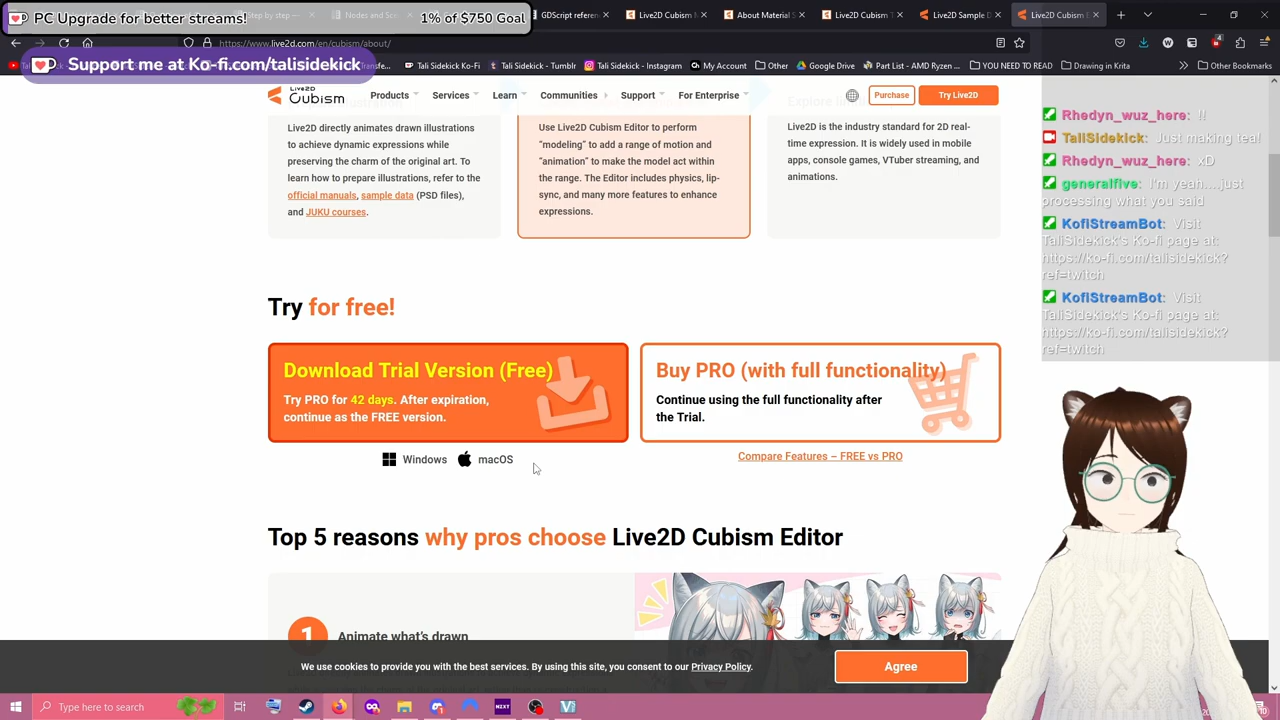 PC Upgrade for better streams!
1% of $750 Goal
Step by step
Nodes and S
GDScript referen
Live2D Cubism
About Material S
Live2D Cubism T
Live2D Sample D
Live2D Cubism E
https://www.live2d.com/en/cubism/about/
Support me at Ko-fi.com/talisidekick
Transfe...
Tali Sidekick Ko-Fi
Tali Sidekick - Tumblr
Tali Sidekick - Instagram
My Account
Google Drive
Part List - AMD Ryzen
YOU NEED TO READ
Drawing in Krita
Other Bookmarks
Live2D
Cubism
Products
Services
Learn
Communities
Support
For Enterprise
Purchase
Try Live2D
Live2D directly animates drawn illustrations
to achieve dynamic expressions while
preserving the charm of the original art. To
learn how to prepare illustrations, refer to the
official manuals, sample data (PSD files),
and JUKU courses.
Use Live2D Cubism Editor to perform
“modeling” to add a range of motion and
“animation” to make the model act within
the range. The Editor includes physics, lip-
sync, and many more features to enhance
expressions.
Live2D is the industry standard for 2D real-
time expression. It is widely used in mobile
apps, console games, VTuber streaming, and
animations.
Try for free!
Download Trial Version (Free)
Try PRO for 42 days. After expiration,
continue as the FREE version.
Windows
macOS
Buy PRO (with full functionality)
Continue using the full functionality after
the Trial.
Compare Features – FREE vs PRO
Top 5 reasons why pros choose Live2D Cubism Editor
1
Animate what's drawn
We use cookies to provide you with the best services. By using this site, you consent to our Privacy Policy.
Agree
Rhedyn_wuz_here: !!
TaliSidekick: Just making tea!
Rhedyn_wuz_here: xD
generalfive: I'm yeah....just
processing what you said
KofiStreamBot: Visit
TaliSidekick's Ko-fi page at:
https://ko-fi.com/talisidekick?
ref=twitch
KofiStreamBot: Visit
TaliSidekick's Ko-fi page at:
https://ko-fi.com/talisidekick?
ref=twitch
Type here to search
NZXT